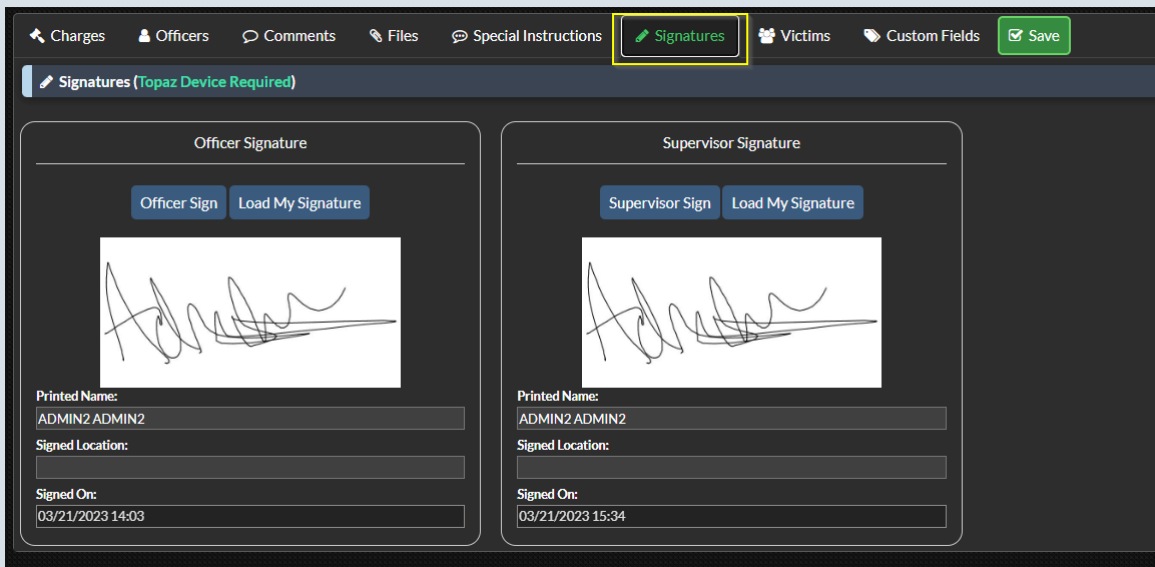 Charges Officers Comments Files Special Instructions Signatures Victims Custom Fields Save
Signatures (Topaz Device Required)
Officer Signature
Officer Sign Load My Signature
Printed Name:
ADMIN2 ADMIN2
Signed Location:
Signed On:
03/21/2023 14:03
Supervisor Signature
Supervisor Sign Load My Signature
Printed Name:
ADMIN2 ADMIN2
Signed Location:
Signed On:
03/21/2023 15:34